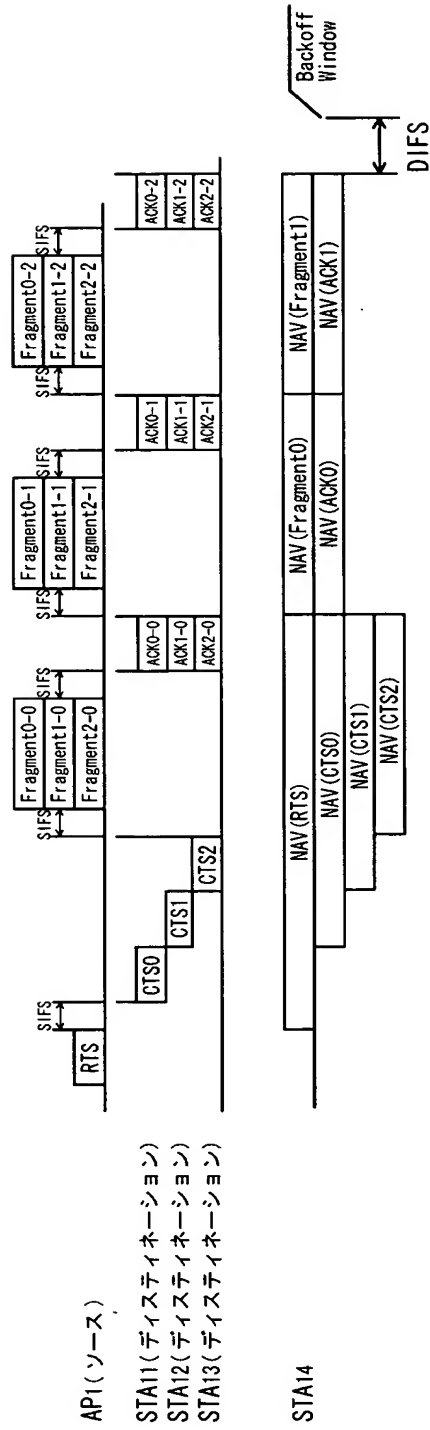 AP1(ソース)
RTS
SIFS
SIFS
Fragment0-0
Fragment1-0
Fragment2-0
SIFS
SIFS
Fragment0-1
Fragment1-1
Fragment2-1
SIFS
SIFS
Fragment0-2
Fragment1-2
Fragment2-2
SIFS
STA11(ディスティネーション)
STA12(ディスティネーション)
STA13(ディスティネーション)
CTS0
CTS1
CTS2
ACK0-0
ACK1-0
ACK2-0
ACK0-1
ACK1-1
ACK2-1
ACK0-2
ACK1-2
ACK2-2
STA14
NAV(RTS)
NAV(CTS0)
NAV(CTS1)
NAV(CTS2)
NAV(Fragment0)
NAV(ACK0)
NAV(Fragment1)
NAV(ACK1)
DIFS
Backoff
Window